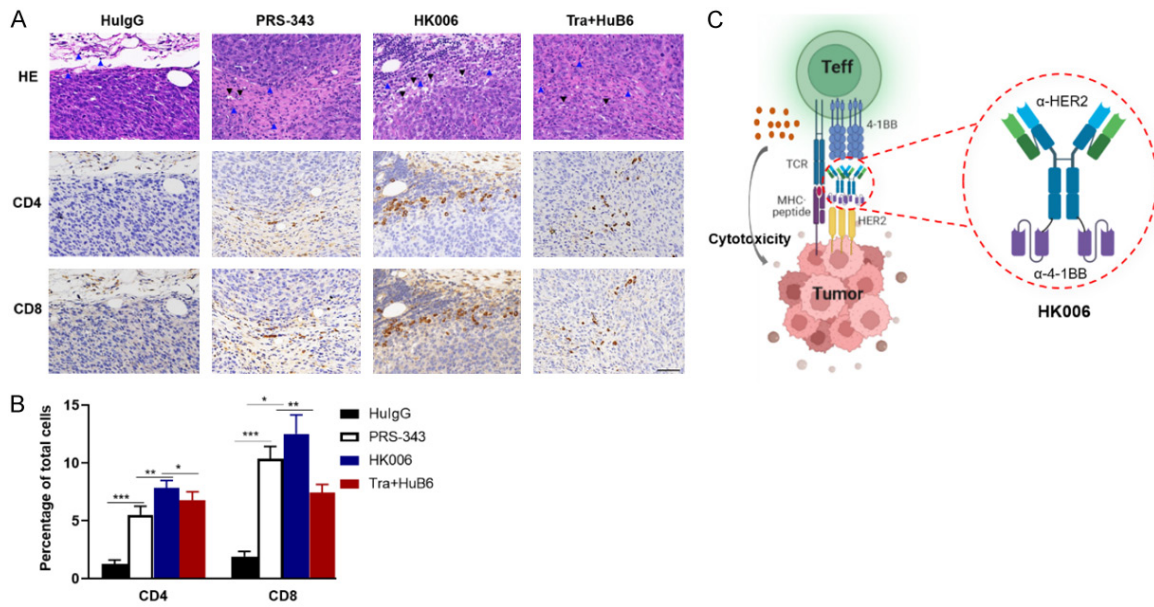 A
HuIgG
PRS-343
HK006
Tra+HuB6
HE
CD4
CD8
B
Percentage of total cells
15
10
5
0
***
**
*
***
*
**
CD4
CD8
HuIgG
PRS-343
HK006
Tra+HuB6
C
Teff
4-1BB
TCR
MHC-
peptide
HER2
Cytotoxicity
Tumor
α-HER2
α-4-1BB
HK006